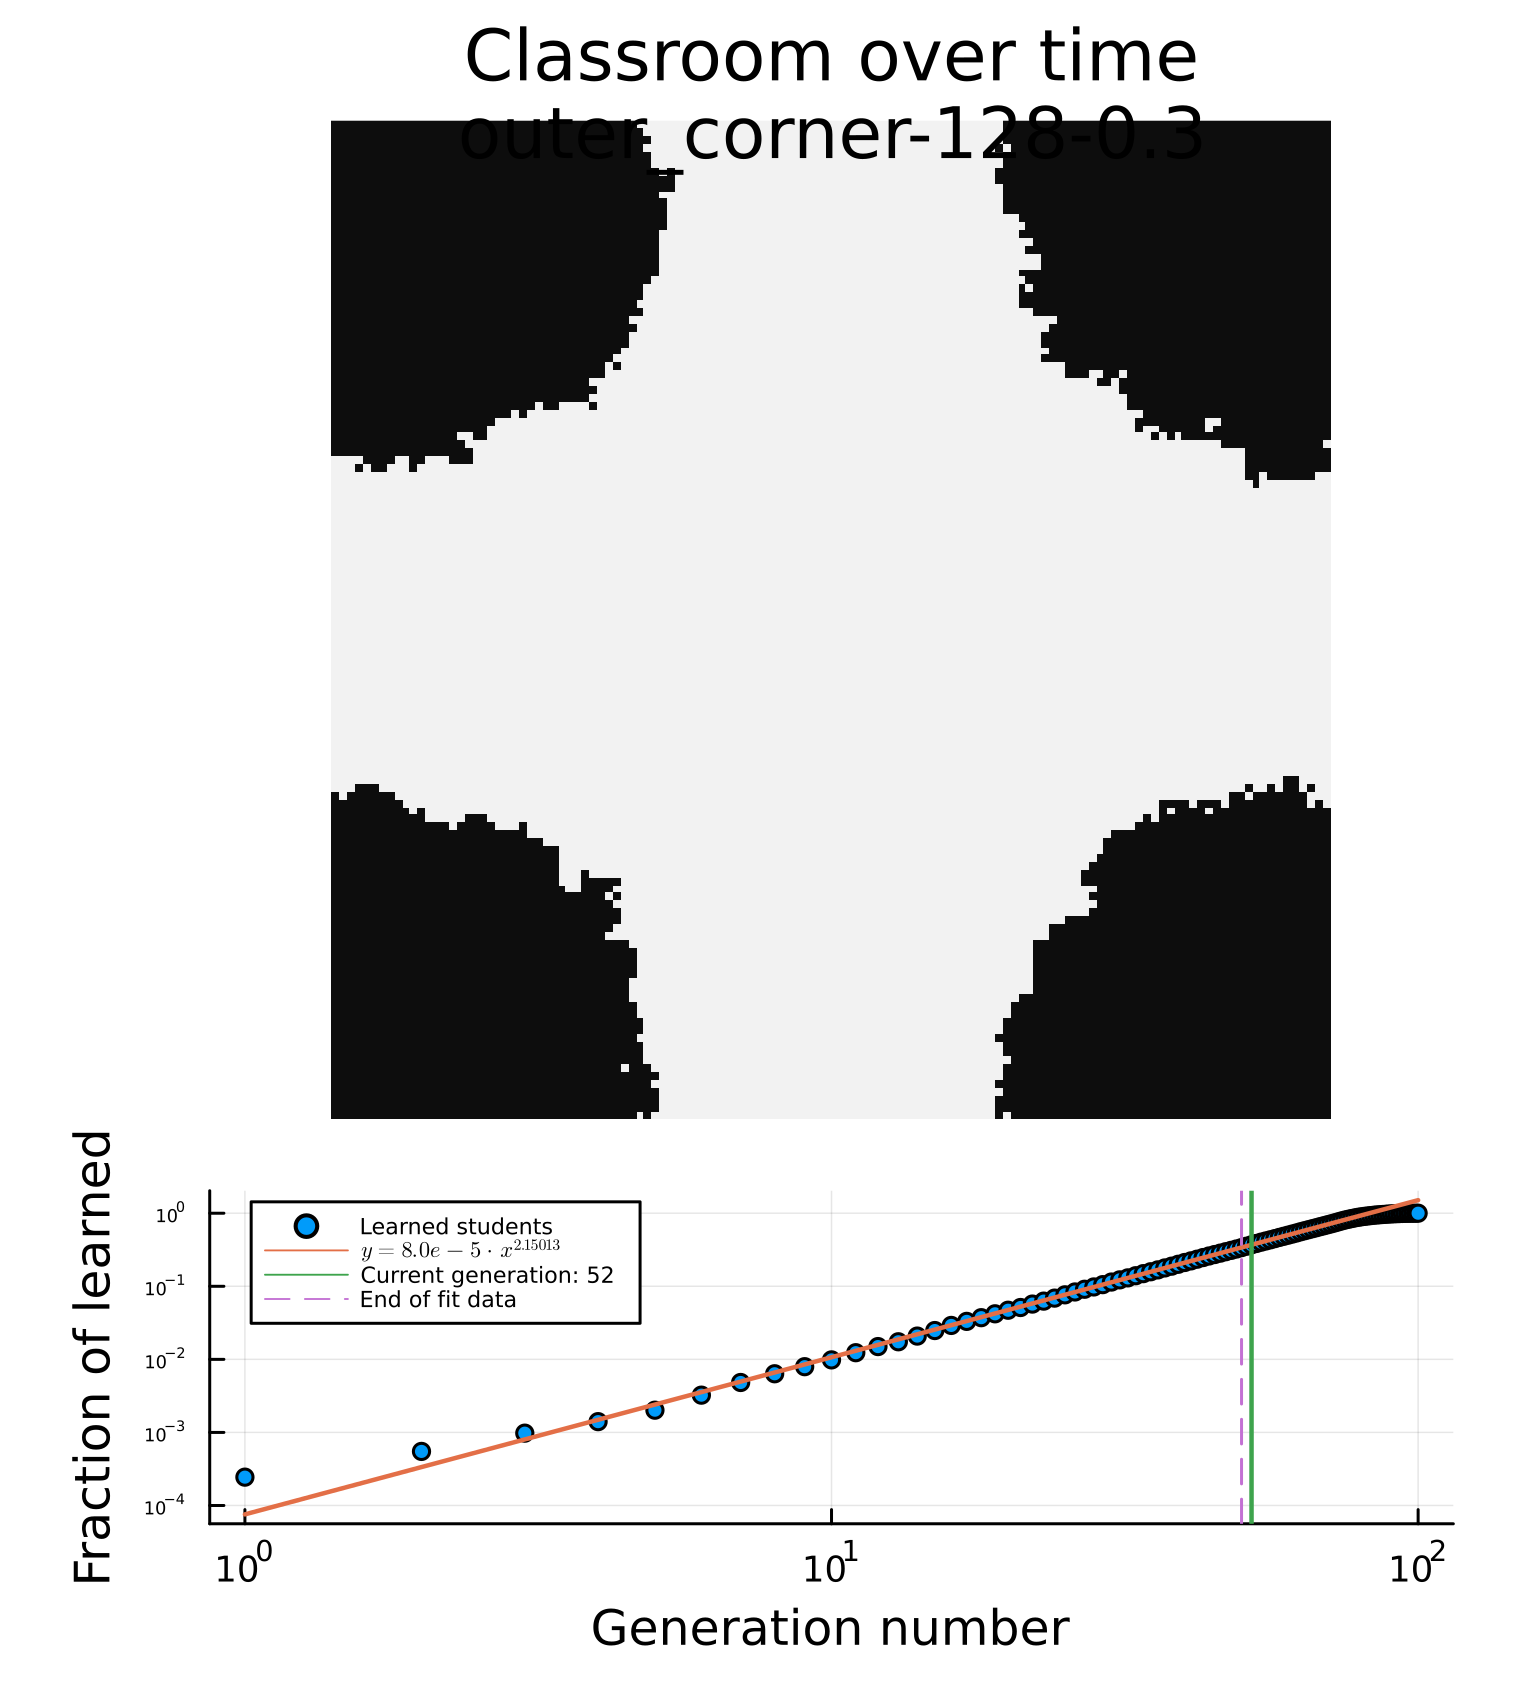 Classroom over time
outer_corner-128-0.3
Fraction of learned
10^0
10^-1
10^-2
10^-3
10^-4
Learned students
y = 8.0e − 5 · x^2.15013
Current generation: 52
End of fit data
10^0
10^1
10^2
Generation number